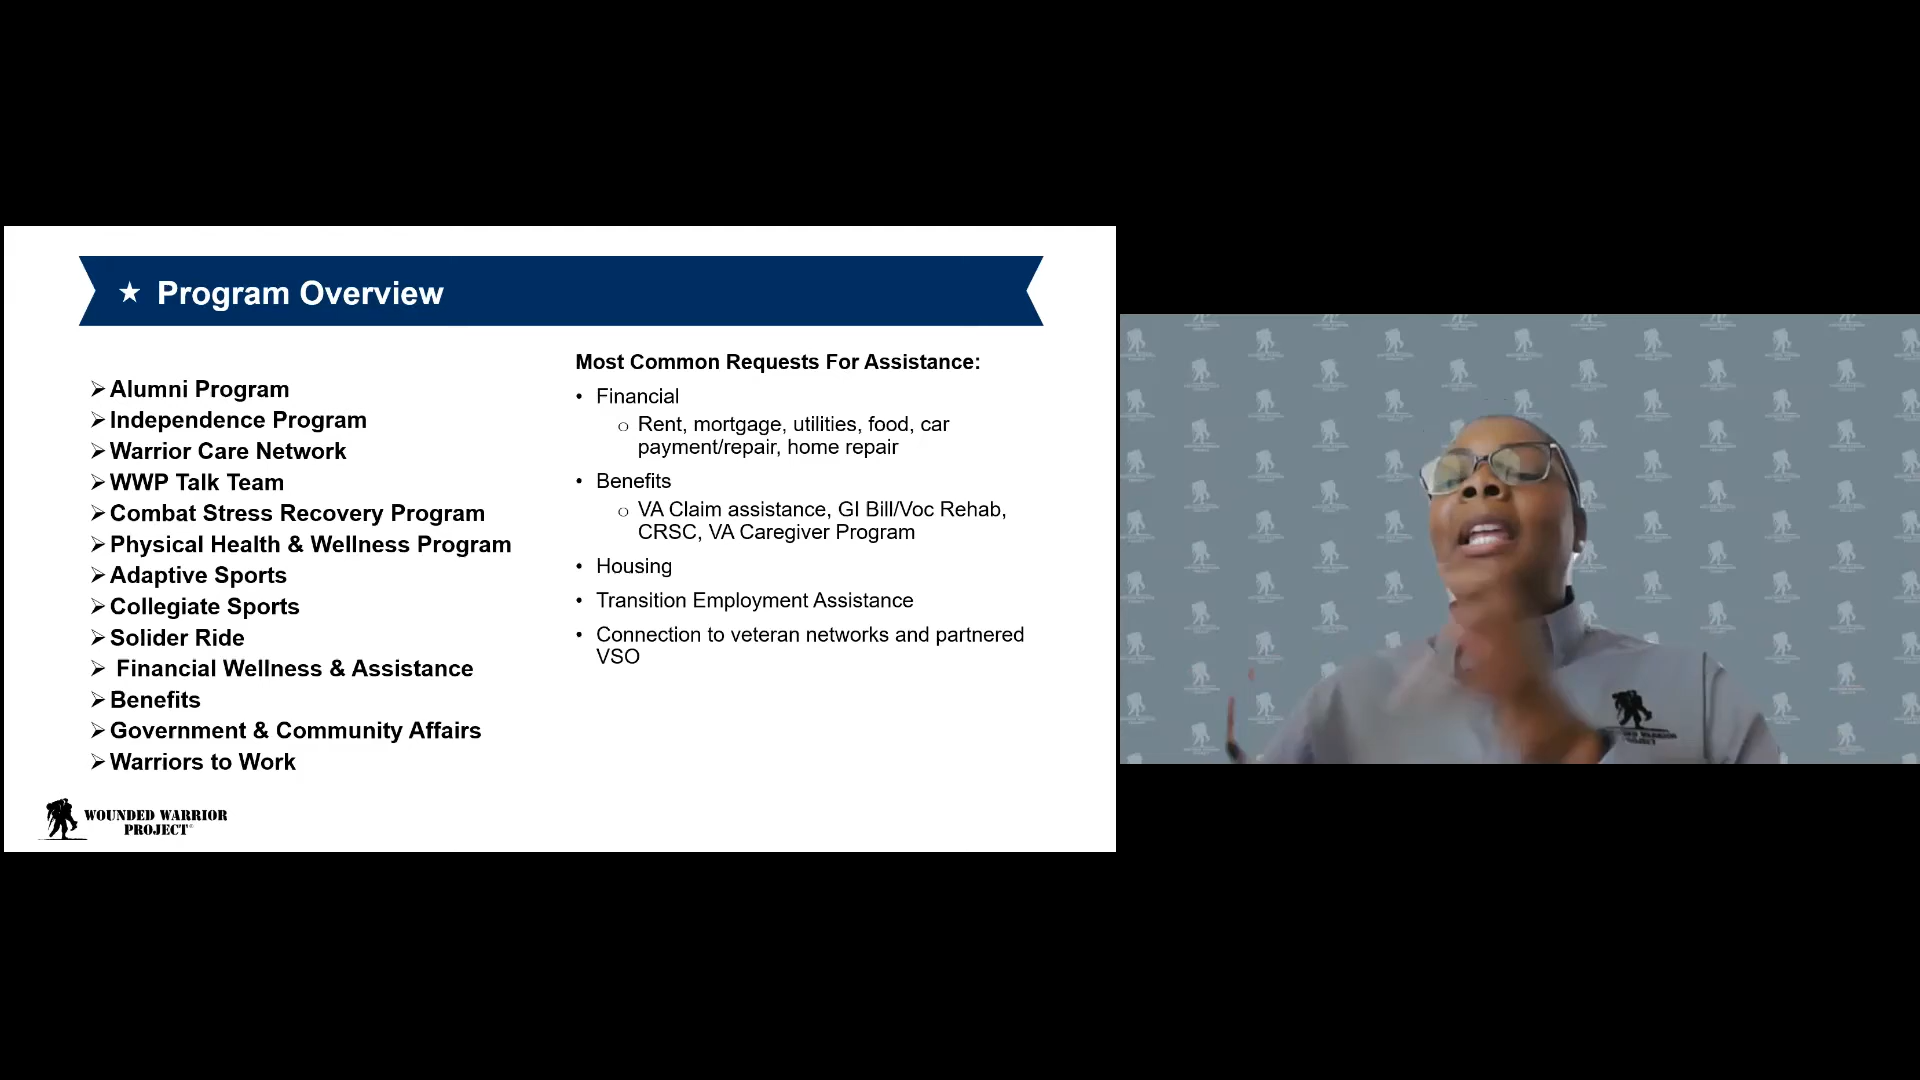 ★ Program Overview
➢ Alumni Program
➢ Independence Program
➢ Warrior Care Network
➢ WWP Talk Team
➢ Combat Stress Recovery Program
➢ Physical Health & Wellness Program
➢ Adaptive Sports
➢ Collegiate Sports
➢ Solider Ride
➢ Financial Wellness & Assistance
➢ Benefits
➢ Government & Community Affairs
➢ Warriors to Work
Most Common Requests For Assistance:
• Financial
○ Rent, mortgage, utilities, food, car
payment/repair, home repair
• Benefits
○ VA Claim assistance, GI Bill/Voc Rehab,
CRSC, VA Caregiver Program
• Housing
• Transition Employment Assistance
• Connection to veteran networks and partnered
VSO
WOUNDED WARRIOR
PROJECT
WARRIOR
PROJECT